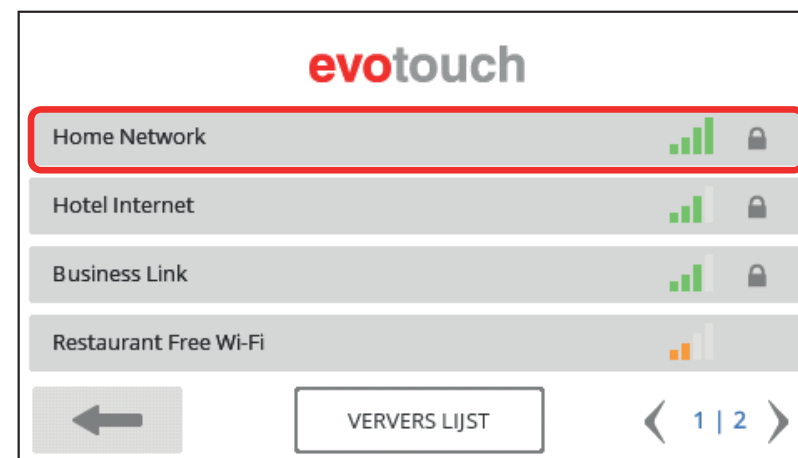 evotouch
Home Network
Hotel Internet
Business Link
Restaurant Free Wi-Fi
VERVERS LIJST
1 | 2